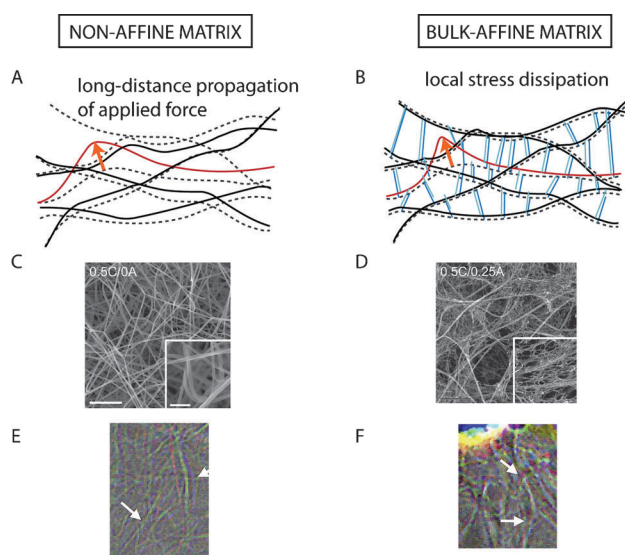 NON-AFFINE MATRIX
BULK-AFFINE MATRIX
A
long-distance propagation
of applied force
B
local stress dissipation
C
0.5C/0A
D
0.5C/0.25A
E
F